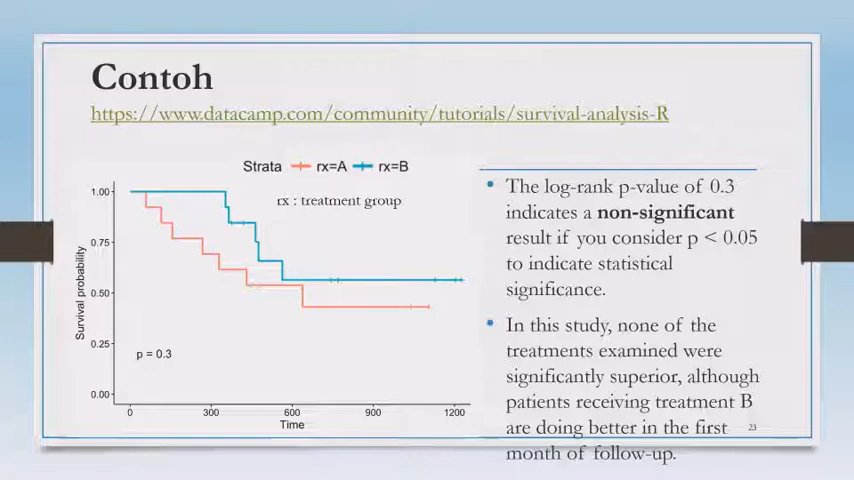 Contoh
https://www.datacamp.com/community/tutorials/survival-analysis-R
Strata rx=A rx=B
rx : treatment group
1.00
0.75
0.50
0.25
0.00
Survival probability
p = 0.3
0 300 600 900 1200
Time
• The log-rank p-value of 0.3
indicates a non-significant
result if you consider p < 0.05
to indicate statistical
significance.
• In this study, none of the
treatments examined were
significantly superior, although
patients receiving treatment B
are doing better in the first
month of follow-up.
23